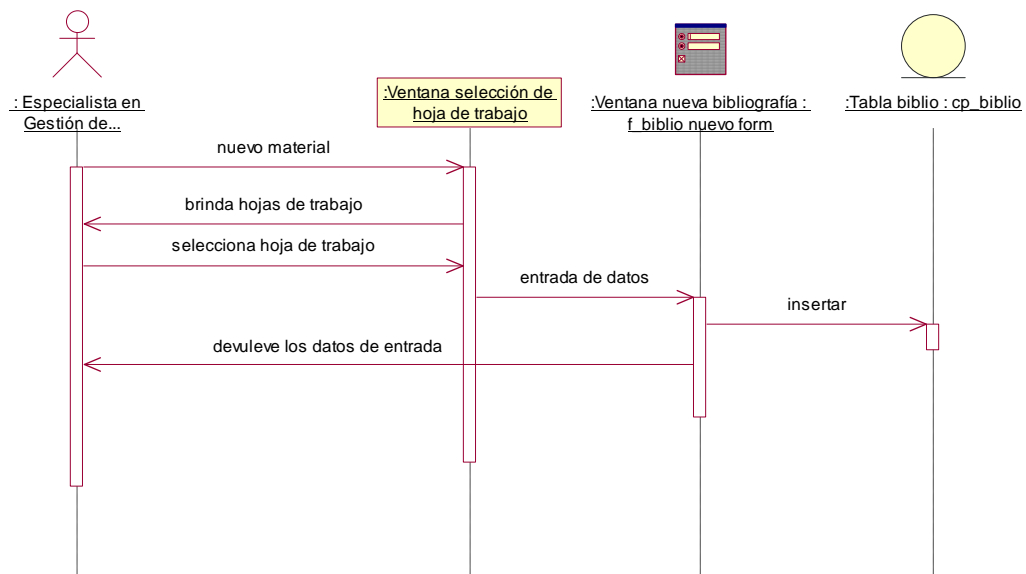 : Especialista en
Gestión de...
:Ventana selección de
hoja de trabajo
:Ventana nueva bibliografía :
f_biblio nuevo form
:Tabla biblio : cp_biblio
nuevo material
brinda hojas de trabajo
selecciona hoja de trabajo
entrada de datos
insertar
devuleve los datos de entrada